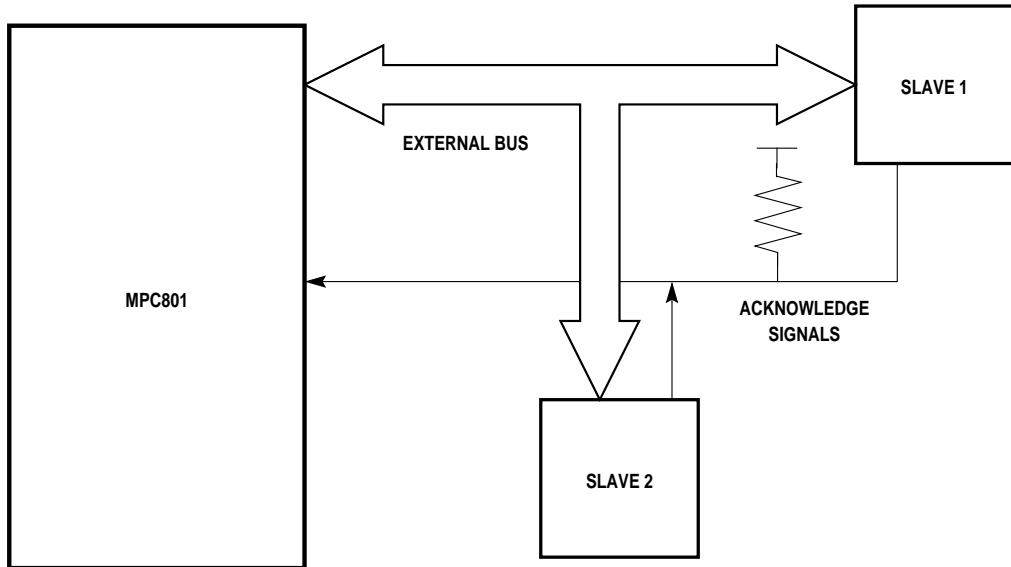 SLAVE 1
EXTERNAL BUS
MPC801
ACKNOWLEDGE
SIGNALS
SLAVE 2